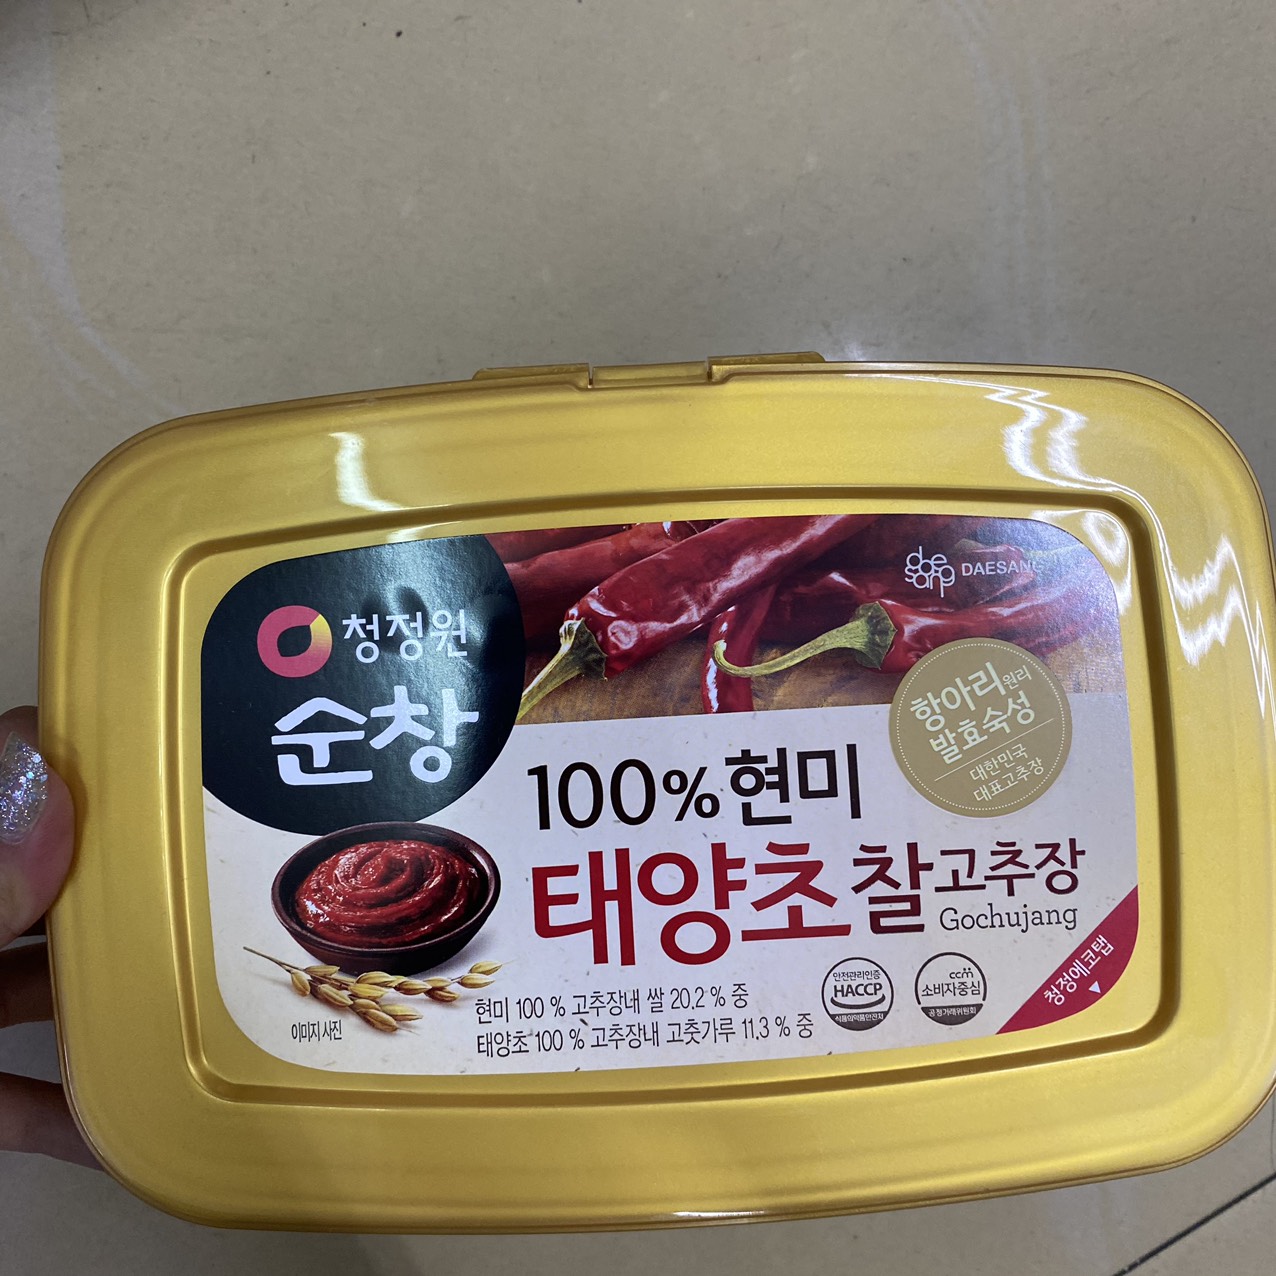 청정원
순창
daesang DAESANG
항아리원리
발효숙성
대한민국
대표고추장
100%현미
태양초찰고추장
Gochujang
현미 100 % 고추장내 쌀 20.2 % 중
태양초 100 % 고추장내 고춧가루 11.3 % 중
이미지 사진
안전관리인증
HACCP
식품의약품안전처
ccm
소비자중심
공정거래위원회
청정에코탭